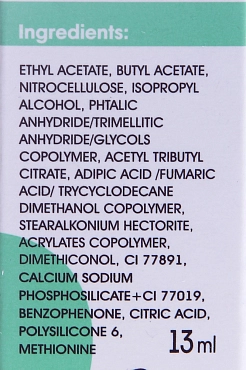 Ingredients:
ETHYL ACETATE, BUTYL ACETATE,
NITROCELLULOSE, ISOPROPYL
ALCOHOL, PHTALIC
ANHYDRIDE/TRIMELLITIC
ANHYDRIDE/GLYCOLS
COPOLYMER, ACETYL TRIBUTYL
CITRATE, ADIPIC ACID /FUMARIC
ACID/ TRYCYCLODECANE
DIMETHANOL COPOLYMER,
STEARALKONIUM HECTORITE,
ACRYLATES COPOLYMER,
DIMETHICONOL, CI 77891,
CALCIUM SODIUM
PHOSPHOSILICATE+CI 77019,
BENZOPHENONE, CITRIC ACID,
POLYSILICONE 6,
METHIONINE
13 ml